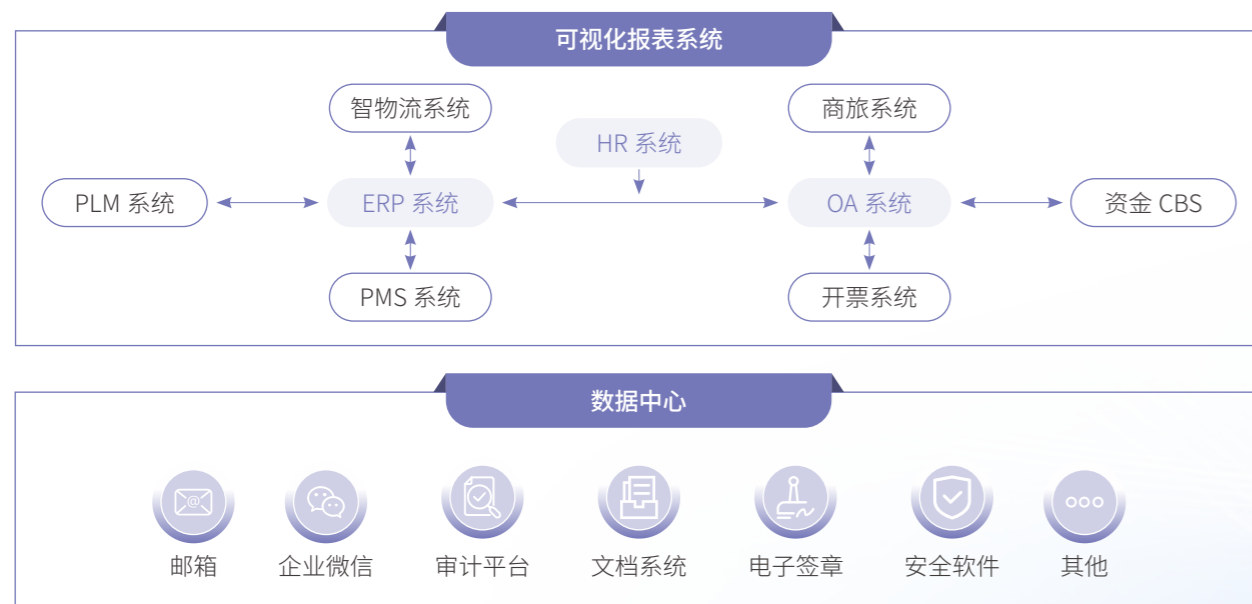 可视化报表系统
智物流系统
商旅系统
HR 系统
PLM 系统
ERP 系统
OA 系统
资金 CBS
PMS 系统
开票系统
数据中心
@
邮箱
企业微信
审计平台
文档系统
电子签章
安全软件
其他